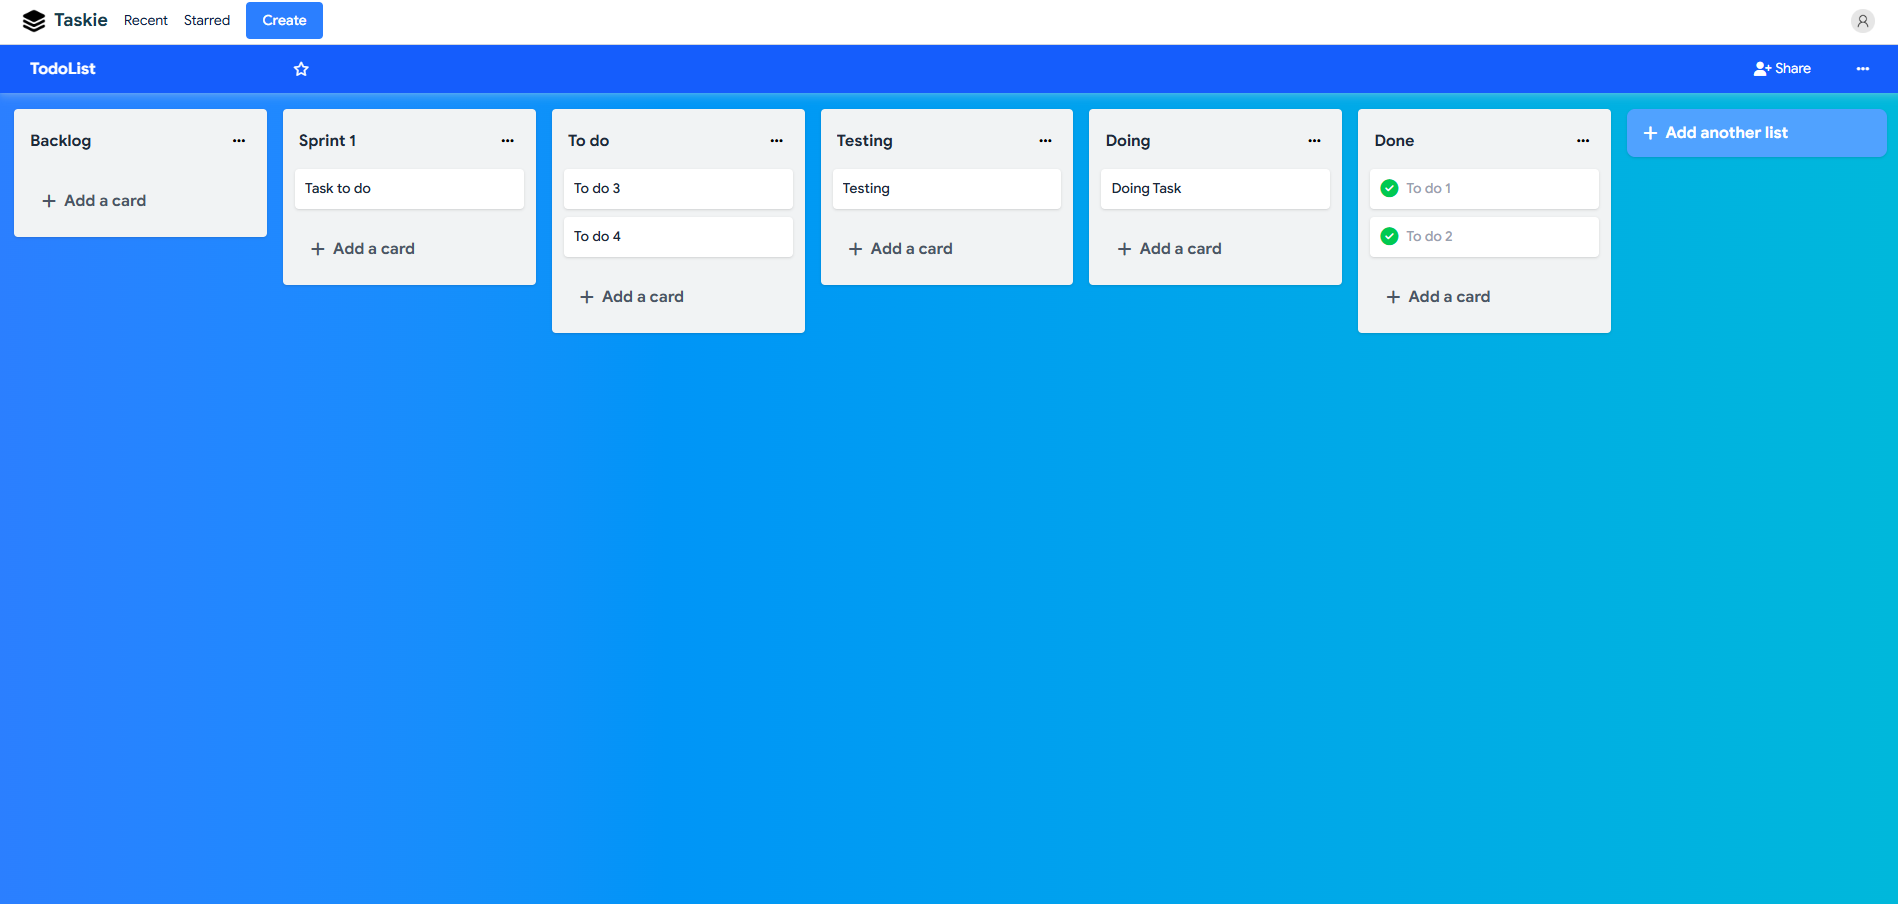 Taskie
Recent
Starred
Create
TodoList
Share
Backlog
Add a card
Sprint 1
Task to do
Add a card
To do
To do 3
To do 4
Add a card
Testing
Testing
Add a card
Doing
Doing Task
Add a card
Done
To do 1
To do 2
Add a card
Add another list